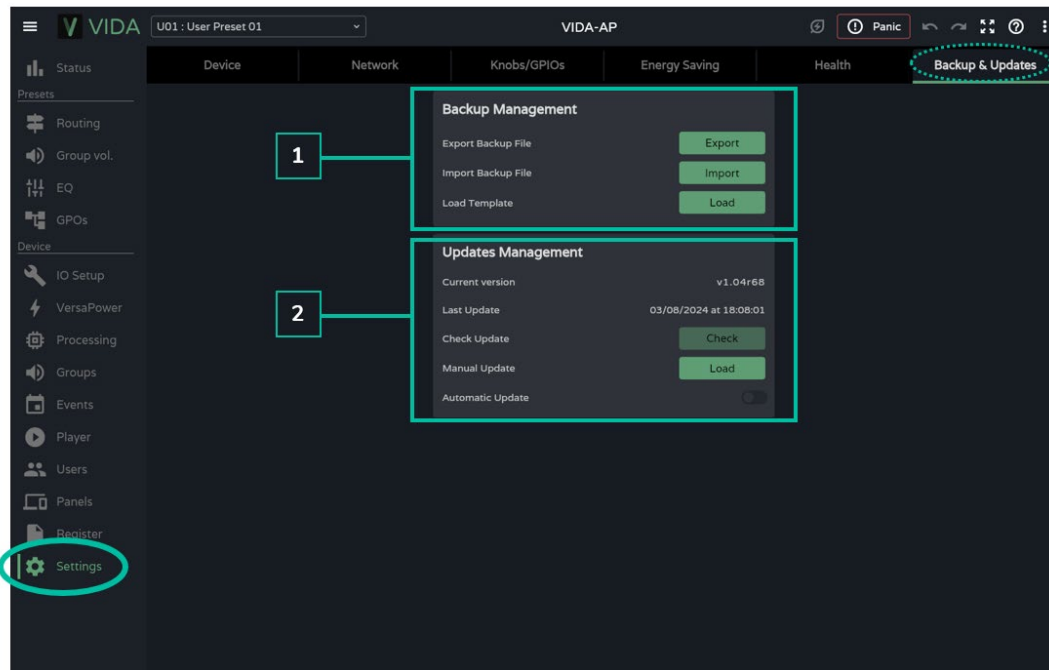 VIDA U01 : User Preset 01 VIDA-AP Panic
Status Device Network Knobs/GPIOs Energy Saving Health Backup & Updates
Presets
Routing
Group vol.
EQ
GPOs
Device
IO Setup
VersaPower
Processing
Groups
Events
Player
Users
Panels
Register
Settings
1
Backup Management
Export Backup File Export
Import Backup File Import
Load Template Load
2
Updates Management
Current version v1.04r68
Last Update 03/08/2024 at 18:08:01
Check Update Check
Manual Update Load
Automatic Update